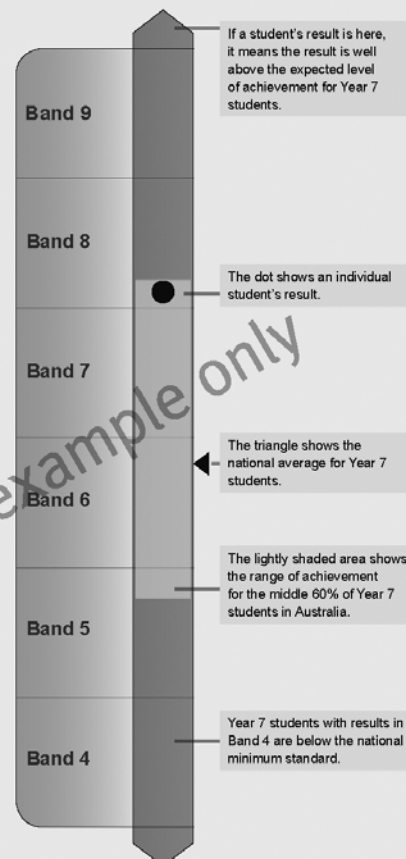 If a student's result is here,
it means the result is well
above the expected level
of achievement for Year 7
students.
Band 9
Band 8
The dot shows an individual
student's result.
Band 7
example only
The triangle shows the
national average for Year 7
students.
Band 6
The lightly shaded area shows
the range of achievement
for the middle 60% of Year 7
students in Australia.
Band 5
Year 7 students with results in
Band 4 are below the national
minimum standard.
Band 4